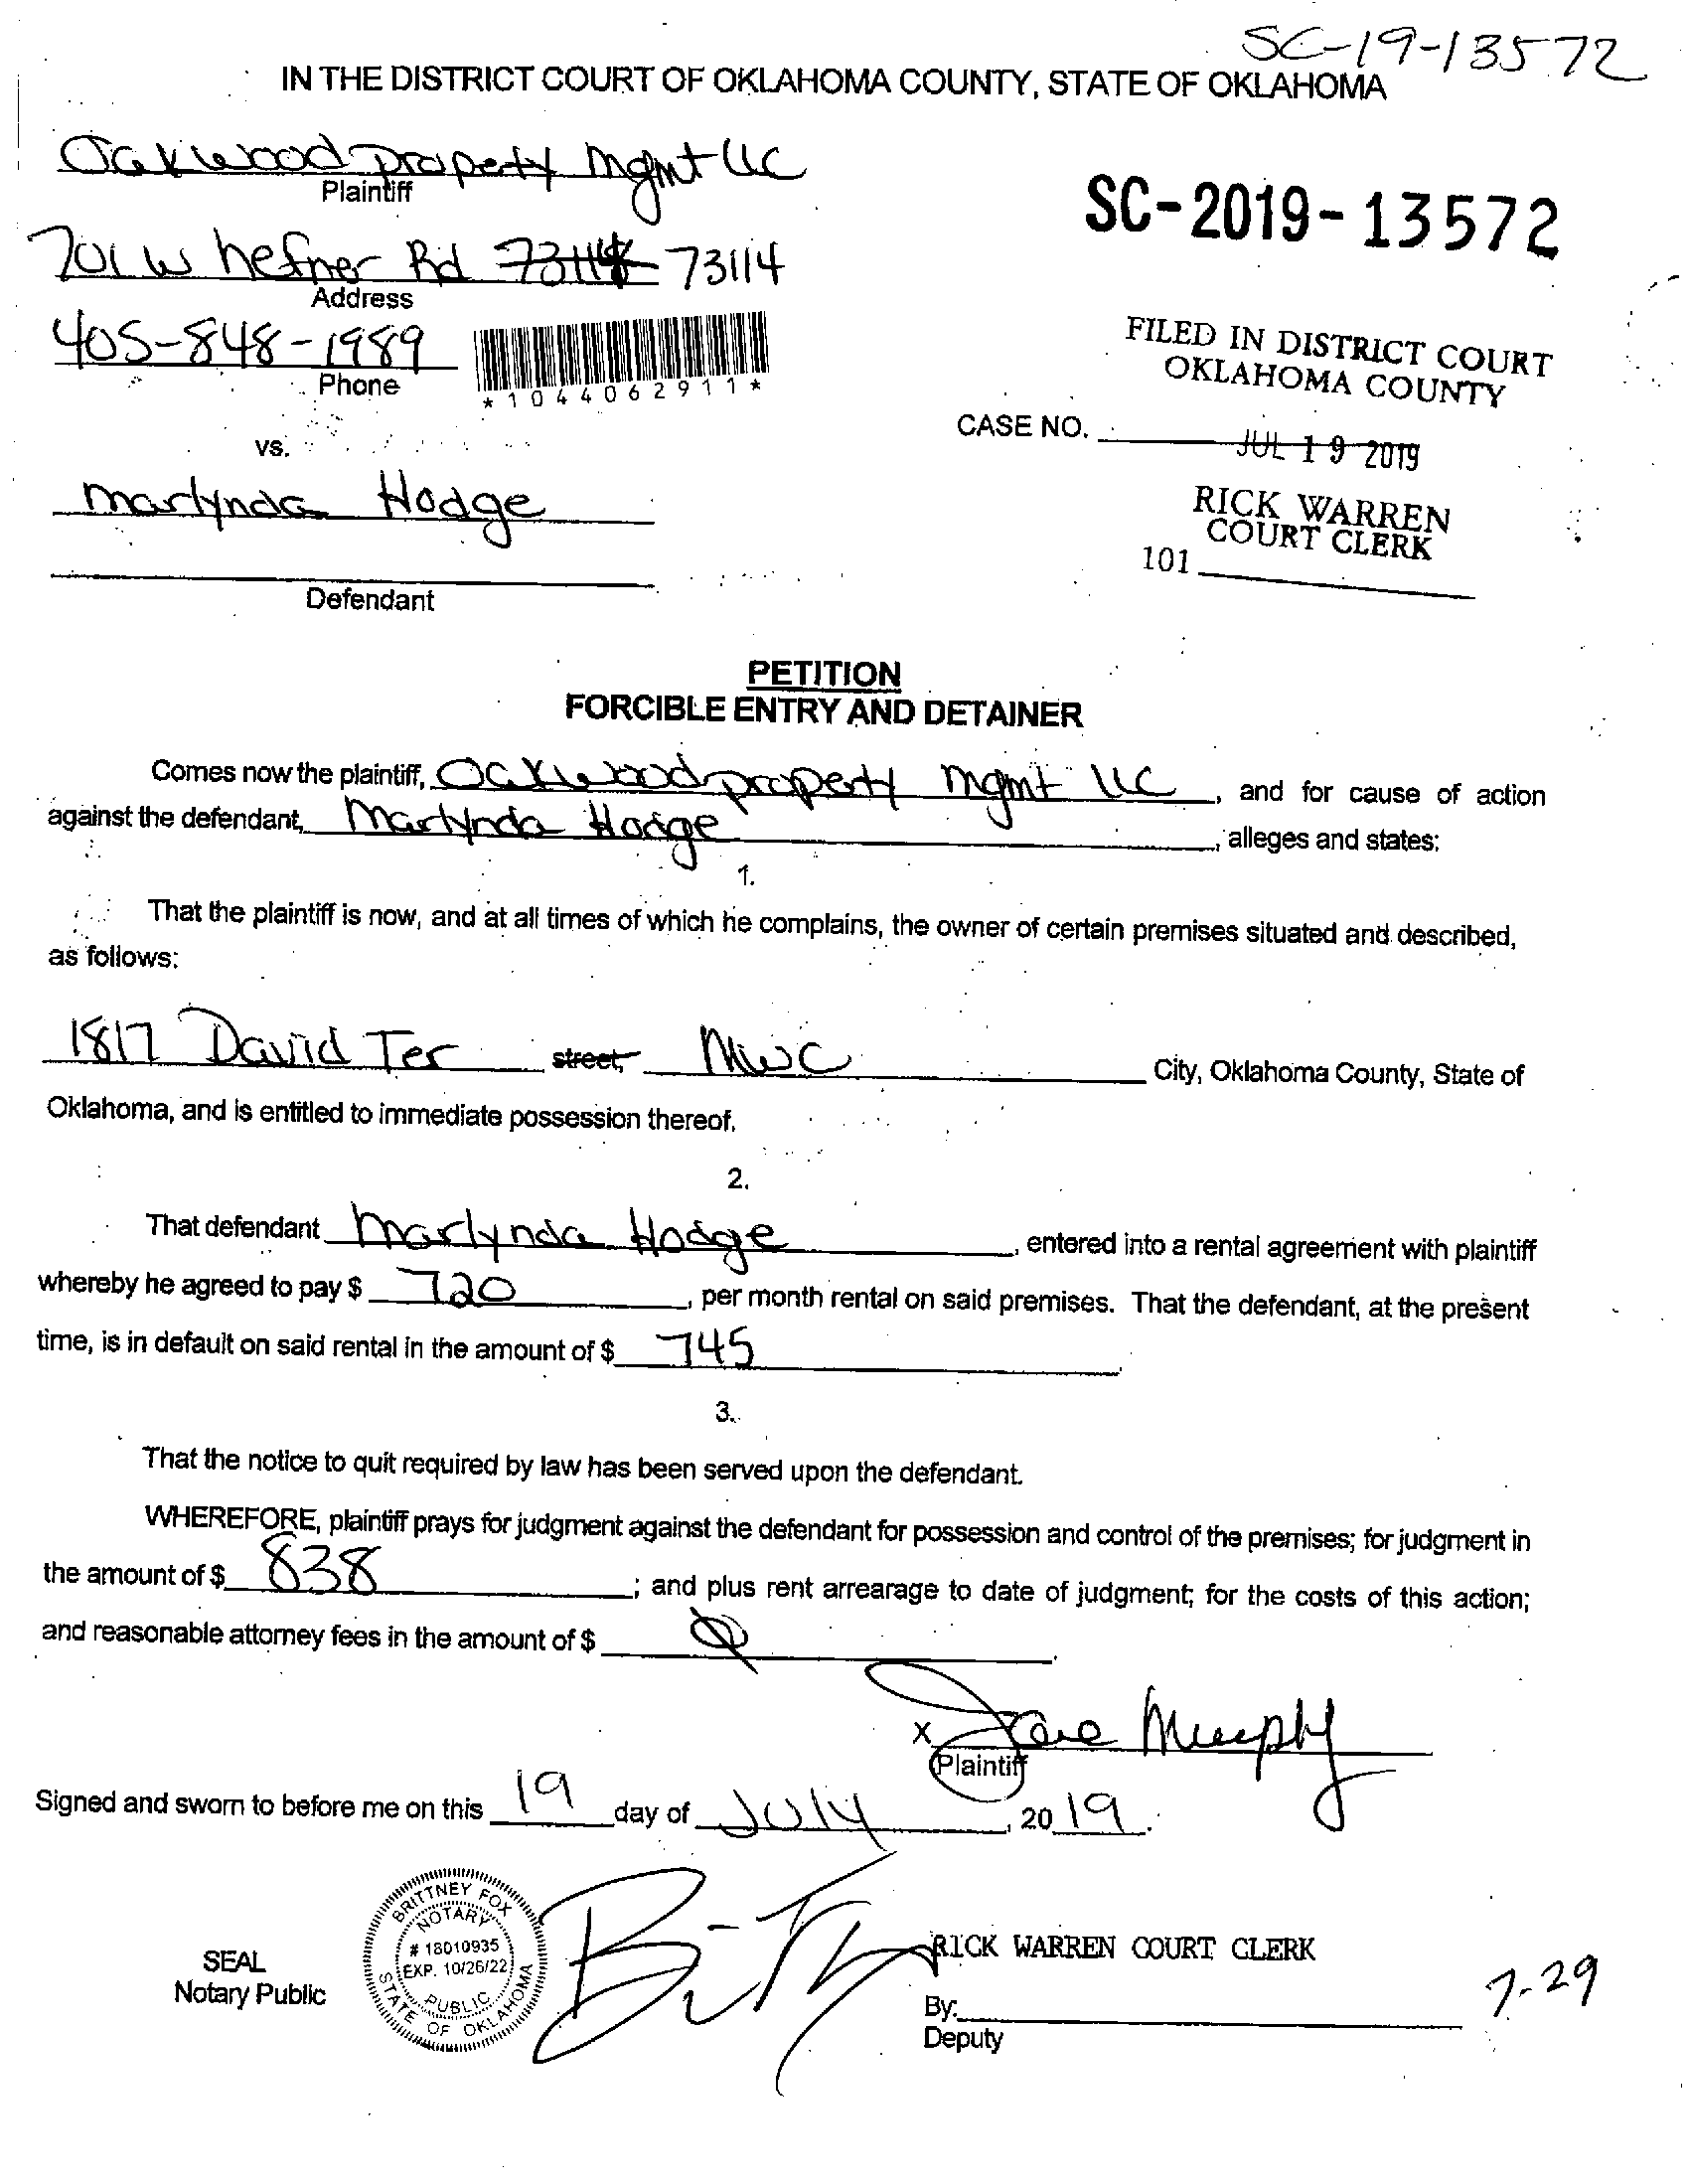 SC-19-13572
IN THE DISTRICT COURT OF OKLAHOMA COUNTY, STATE OF OKLAHOMA
Oakwood property mgmt LLC
Plaintiff
SC-2019-13572
701 W hefner Rd 73114 73114
Address
405-848-1989
Phone
*1044062911*
FILED IN DISTRICT COURT
OKLAHOMA COUNTY
CASE NO.
JUL 19 2019
vs.
RICK WARREN
COURT CLERK
101
marlynda Hodge
Defendant
PETITION
FORCIBLE ENTRY AND DETAINER
Comes now the plaintiff, Oakwood property mgmt LLC, and for cause of action
against the defendant, Marlynda Hodge, alleges and states:
1.
That the plaintiff is now, and at all times of which he complains, the owner of certain premises situated and described,
as follows:
1817 David Ter street, MWC City, Oklahoma County, State of
Oklahoma, and is entitled to immediate possession thereof.
2.
That defendant Marlynda Hodge, entered into a rental agreement with plaintiff
whereby he agreed to pay $ 720, per month rental on said premises. That the defendant, at the present
time, is in default on said rental in the amount of $ 745.
3.
That the notice to quit required by law has been served upon the defendant.
WHEREFORE, plaintiff prays for judgment against the defendant for possession and control of the premises; for judgment in
the amount of $ 838; and plus rent arrearage to date of judgment; for the costs of this action;
and reasonable attorney fees in the amount of $ 0.
X Murphy
Plaintiff
Signed and sworn to before me on this 19 day of July, 2019.
BRITTNEY FOX
NOTARY
# 18010935
EXP. 10/26/22
PUBLIC
STATE OF OKLAHOMA
SEAL
Notary Public
RICK WARREN COURT CLERK
By:
Deputy
7-29